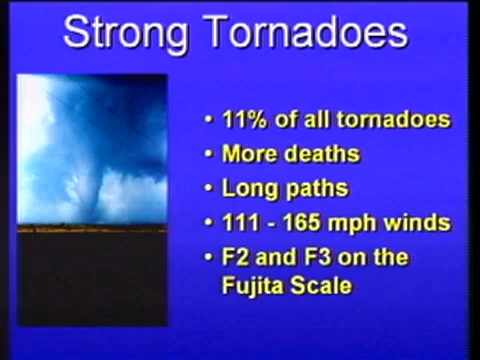 Strong Tornadoes
• 11% of all tornadoes
• More deaths
• Long paths
• 111 - 165 mph winds
• F2 and F3 on the
Fujita Scale